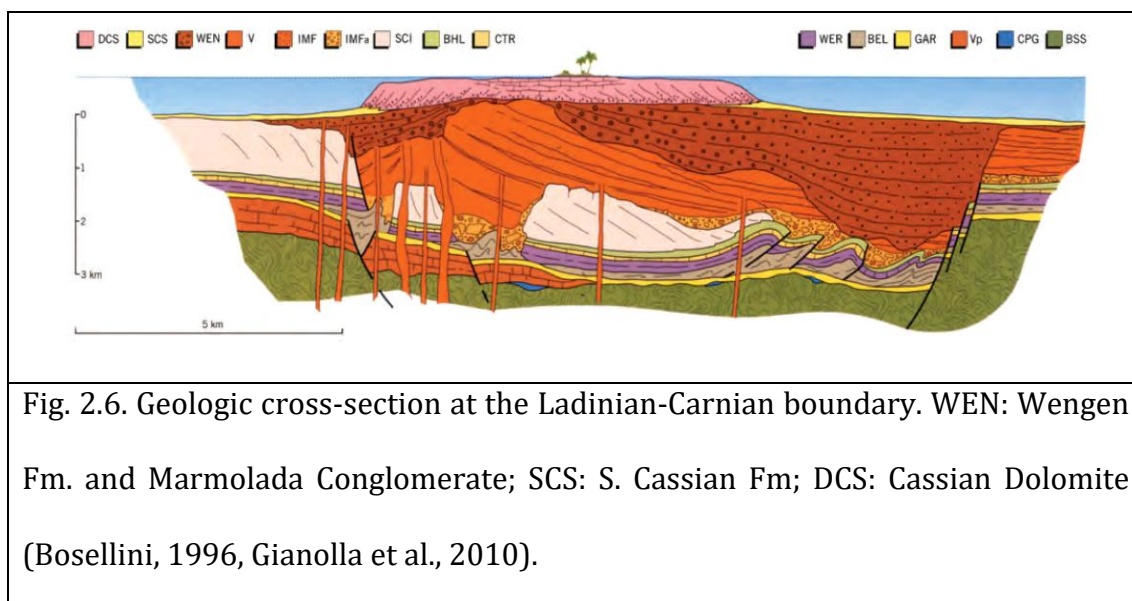 DCS SCS WEN V IMF IMFa SCI BHL CTR WER BEL GAR Vp CPG BSS
0
1
2
3 km
5 km
Fig. 2.6. Geologic cross-section at the Ladinian-Carnian boundary. WEN: Wengen
Fm. and Marmolada Conglomerate; SCS: S. Cassian Fm; DCS: Cassian Dolomite
(Bosellini, 1996, Gianolla et al., 2010).